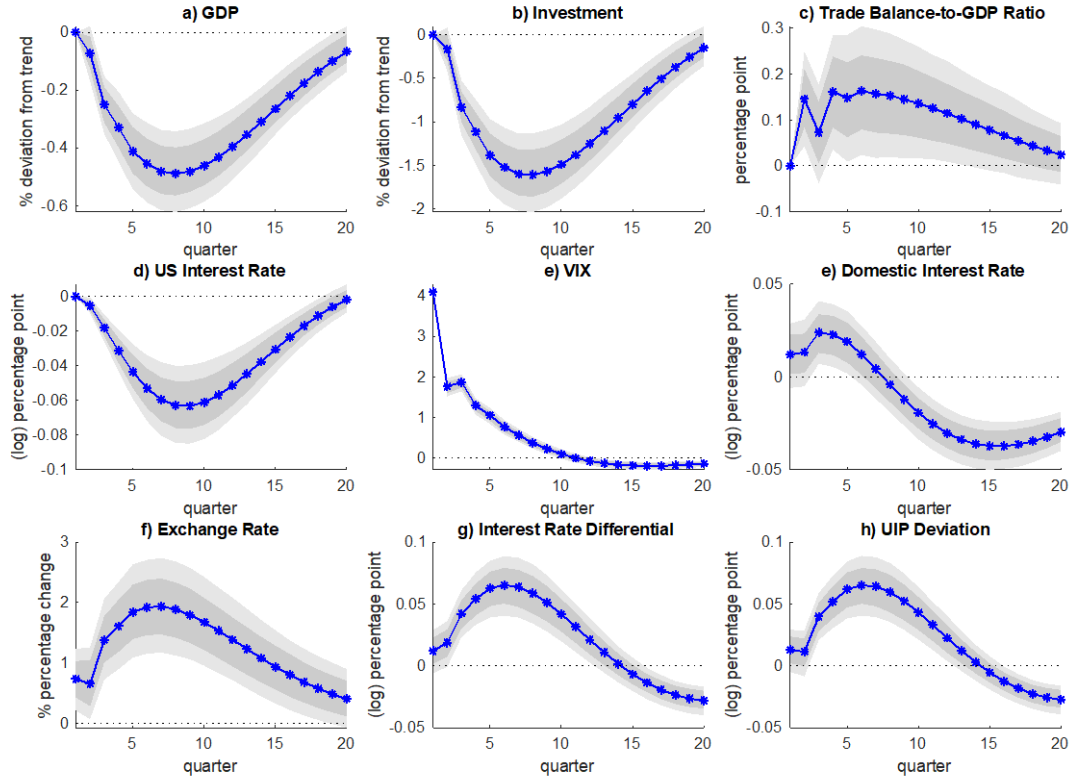 a) GDP
% deviation from trend
0
-0.2
-0.4
-0.6
5 10 15 20
quarter
b) Investment
% deviation from trend
0
-0.5
-1
-1.5
-2
5 10 15 20
quarter
c) Trade Balance-to-GDP Ratio
percentage point
0.3
0.2
0.1
0
-0.1
5 10 15 20
quarter
d) US Interest Rate
(log) percentage point
0
-0.02
-0.04
-0.06
-0.08
-0.1
5 10 15 20
quarter
e) VIX
4
3
2
1
0
5 10 15 20
quarter
e) Domestic Interest Rate
(log) percentage point
0.05
0
-0.05
5 10 15 20
quarter
f) Exchange Rate
% percentage change
3
2
1
0
5 10 15 20
quarter
g) Interest Rate Differential
(log) percentage point
0.1
0.05
0
-0.05
5 10 15 20
quarter
h) UIP Deviation
(log) percentage point
0.1
0.05
0
-0.05
5 10 15 20
quarter